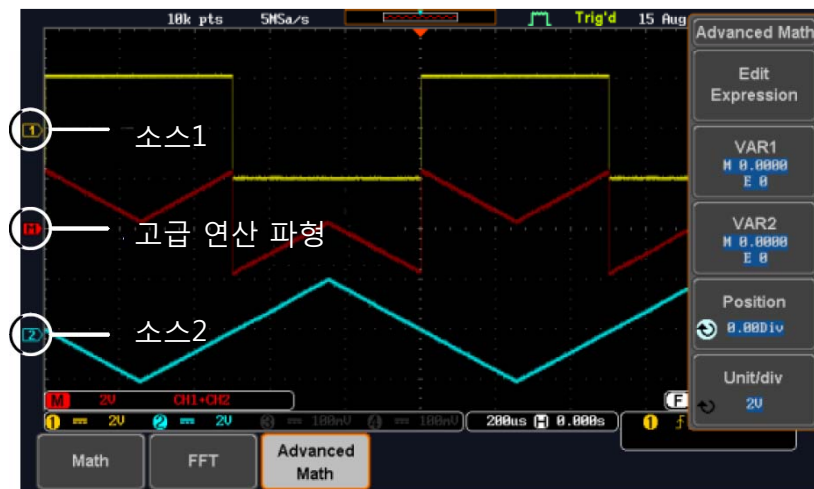 10k pts 5MSa/s Trig'd 15 Aug
Advanced Math
Edit
Expression
VAR1
M 0.0000
E 0
VAR2
M 0.0000
E 0
Position
0.00Div
Unit/div
2V
1 소스1
M 고급 연산 파형
2 소스2
M 2V CH1+CH2
F
1 2V 2 2V 3 100mV 4 100mV 200us H 0.000s 1
Math
FFT
Advanced
Math